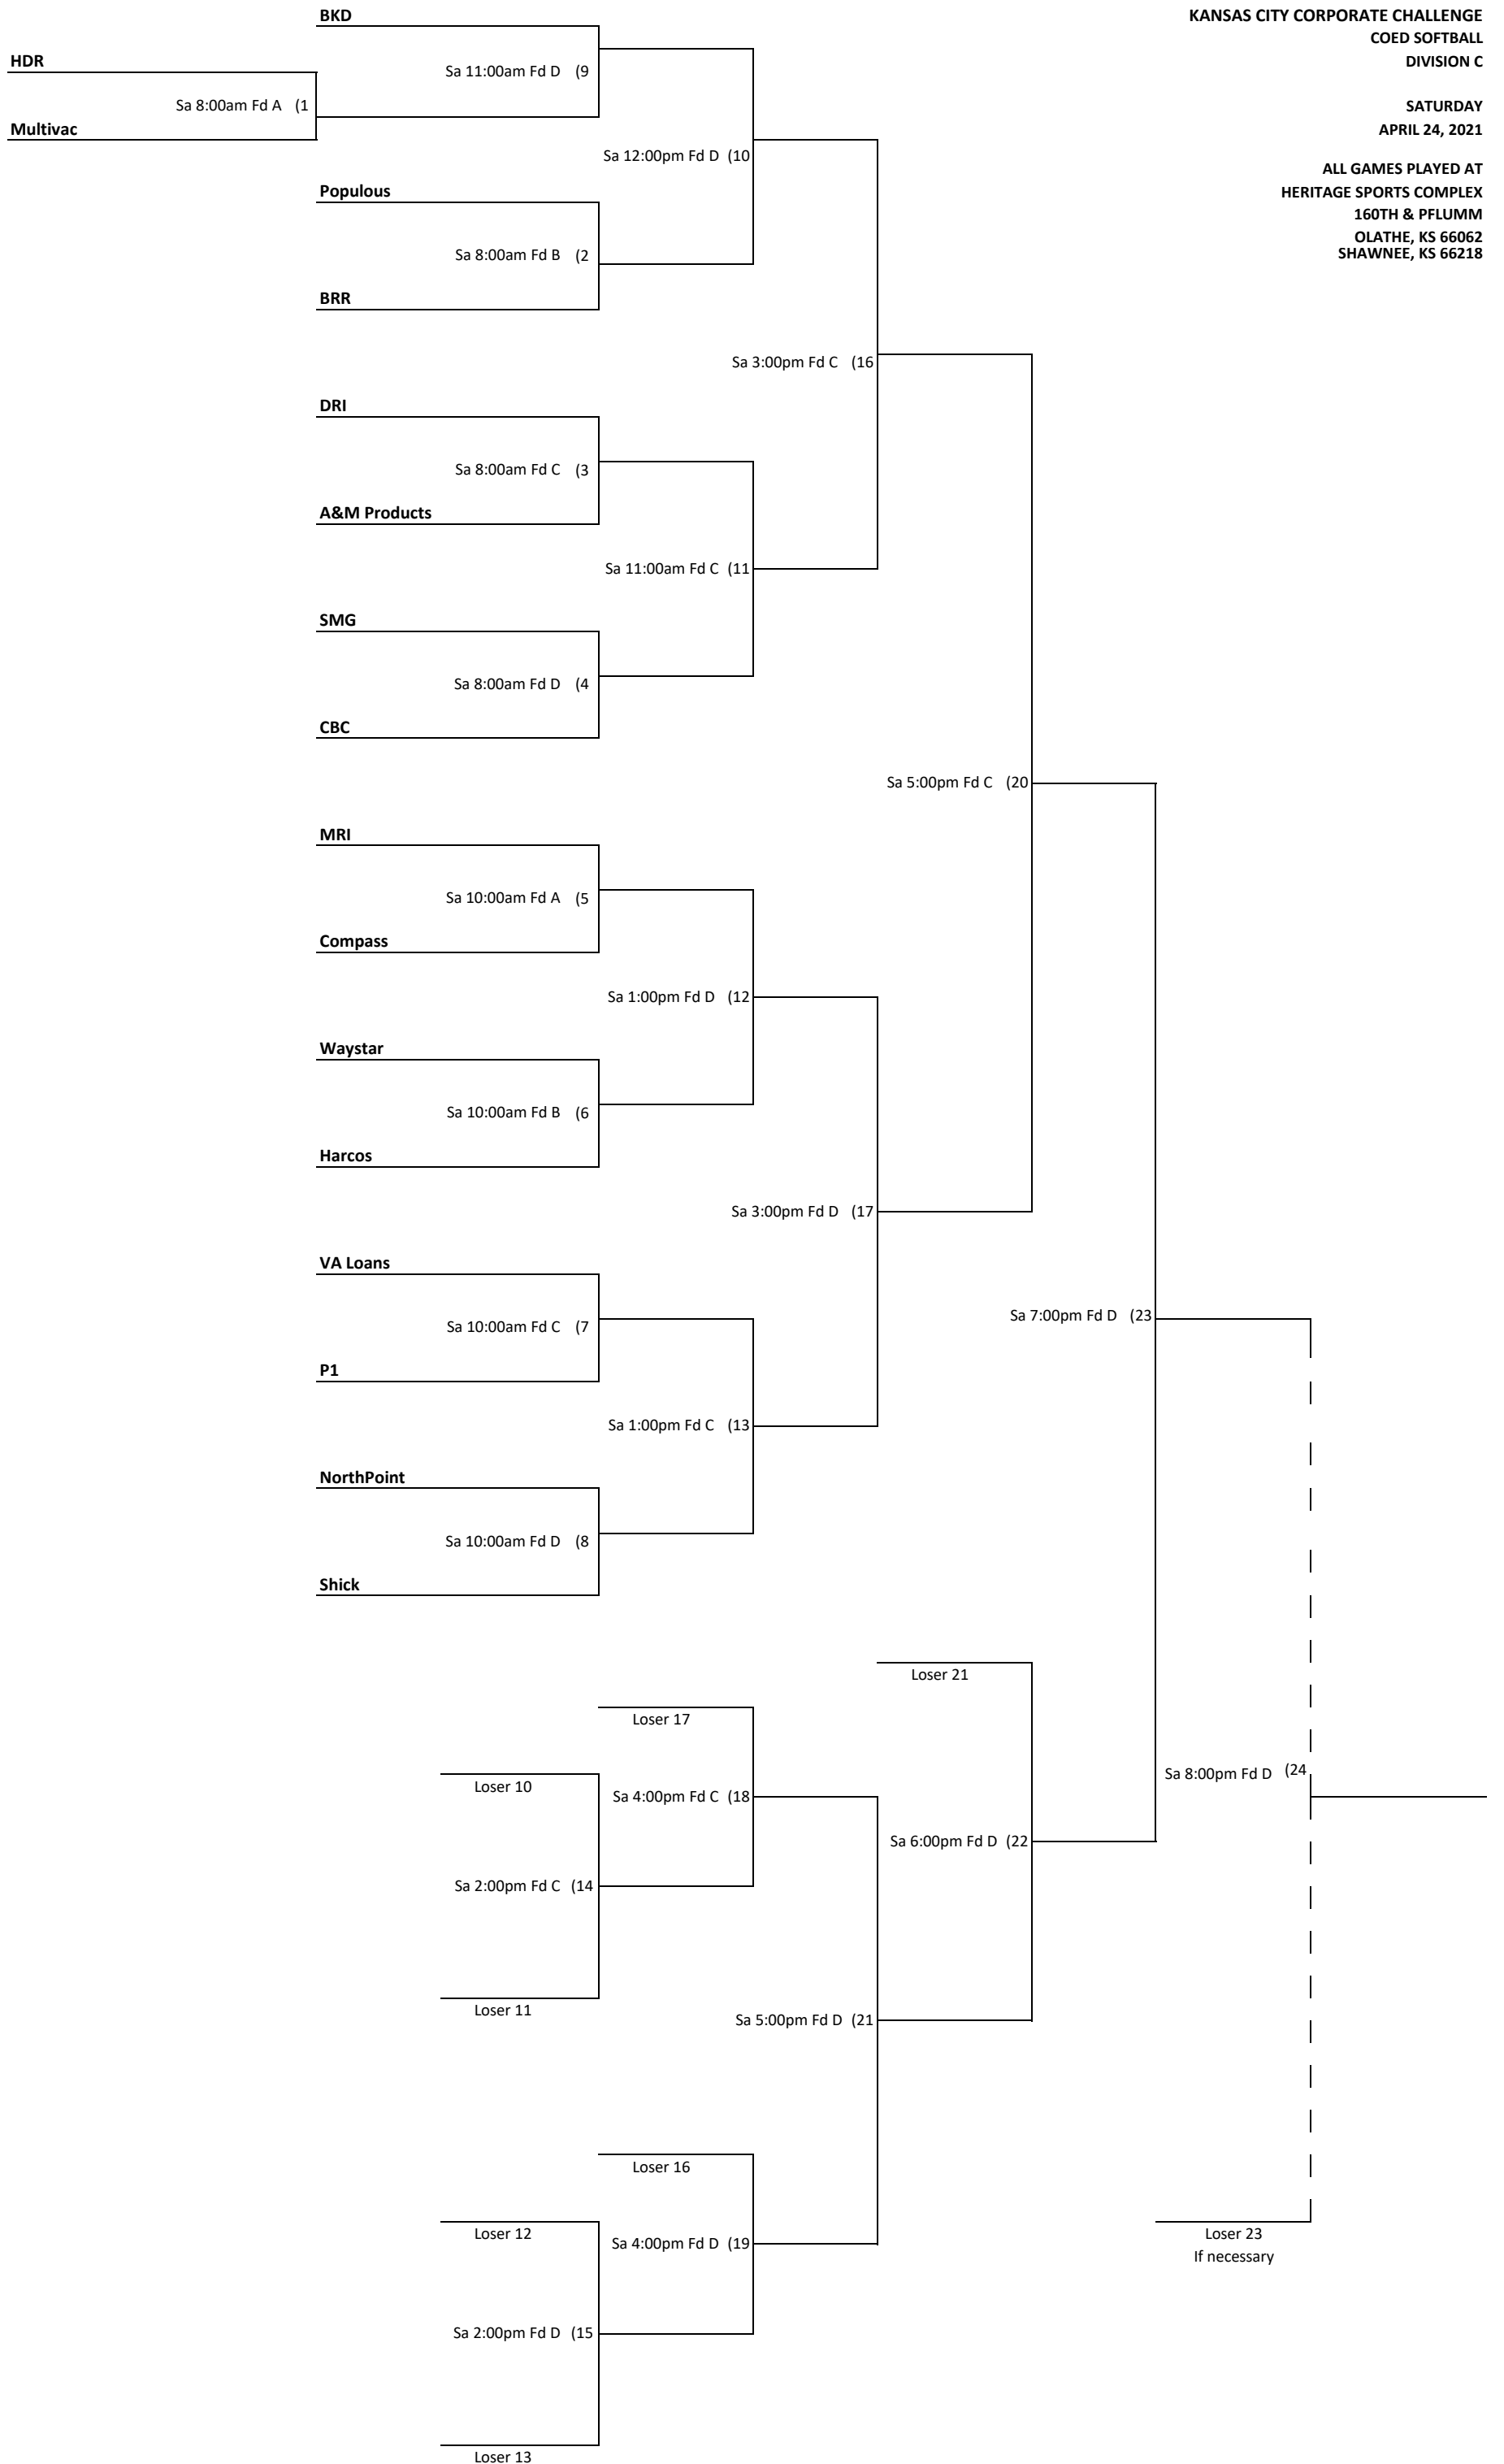 BKD
KANSAS CITY CORPORATE CHALLENGE
COED SOFTBALL
HDR
DIVISION C
Sa 11:00am Fd D (9
Sa 8:00am Fd A (1
SATURDAY
Multivac
APRIL 24, 2021
Sa 12:00pm Fd D (10
ALL GAMES PLAYED AT
Populous
HERITAGE SPORTS COMPLEX
160TH & PFLUMM
OLATHE, KS 66062
Sa 8:00am Fd B (2
SHAWNEE, KS 66218
BRR
Sa 3:00pm Fd C (16
DRI
Sa 8:00am Fd C (3
A&M Products
Sa 11:00am Fd C (11
SMG
Sa 8:00am Fd D (4
CBC
Sa 5:00pm Fd C (20
MRI
Sa 10:00am Fd A (5
Compass
Sa 1:00pm Fd D (12
Waystar
Sa 10:00am Fd B (6
Harcos
Sa 3:00pm Fd D (17
VA Loans
Sa 7:00pm Fd D (23
Sa 10:00am Fd C (7
P1
Sa 1:00pm Fd C (13
NorthPoint
Sa 10:00am Fd D (8
Shick
Loser 21
Loser 17
Sa 8:00pm Fd D (24
Loser 10
Sa 4:00pm Fd C (18
Sa 6:00pm Fd D (22
Sa 2:00pm Fd C (14
Loser 11
Sa 5:00pm Fd D (21
Loser 16
Loser 12
Loser 23
Sa 4:00pm Fd D (19
If necessary
Sa 2:00pm Fd D (15
Loser 13